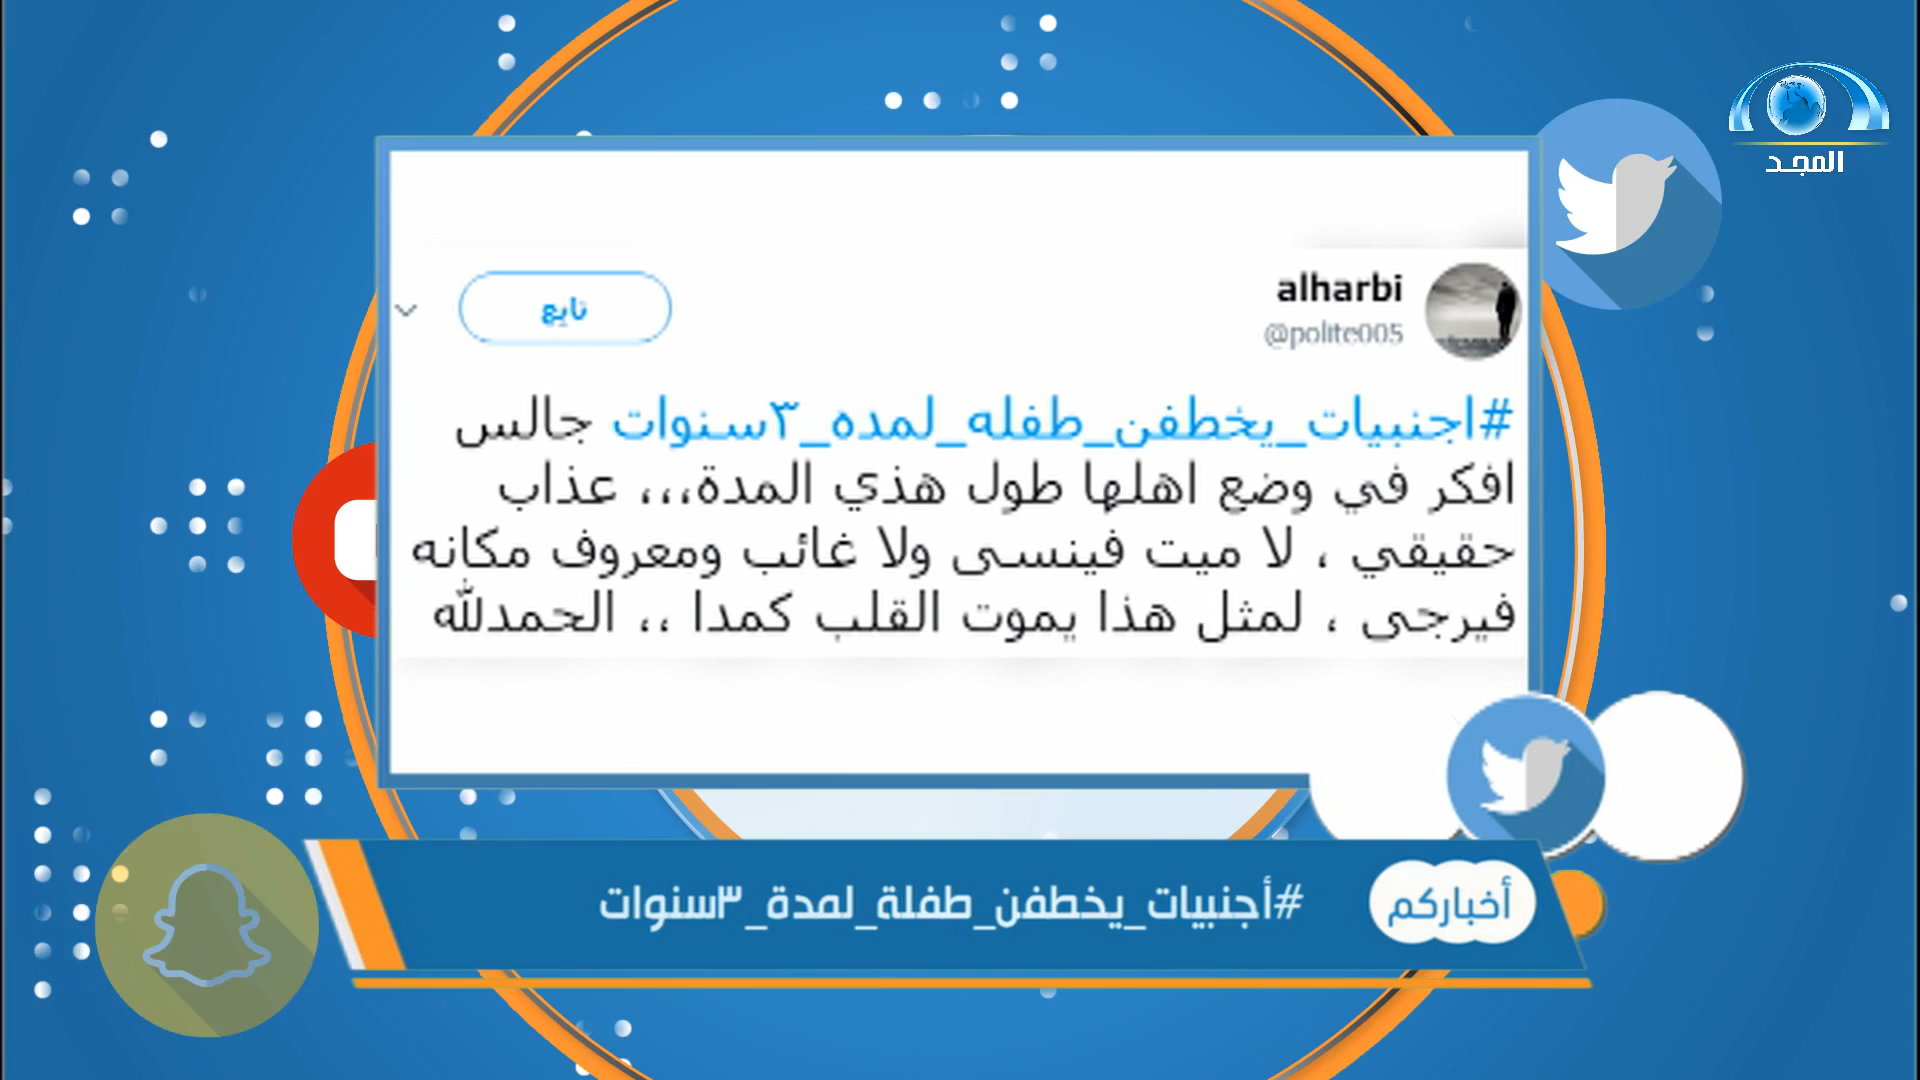 المجد
alharbi
@polite005
تابع
#اجنبيات_يخطفن_طفله_لمده_٣سنوات جالس
افكر في وضع اهلها طول هذي المدة،،، عذاب
حقيقي ، لا ميت فينسى ولا غائب ومعروف مكانه
فيرجى ، لمثل هذا يموت القلب كمدا ،، الحمدلله
أخباركم
#أجنبيات_يخطفن_طفلة_لمدة_٣سنوات